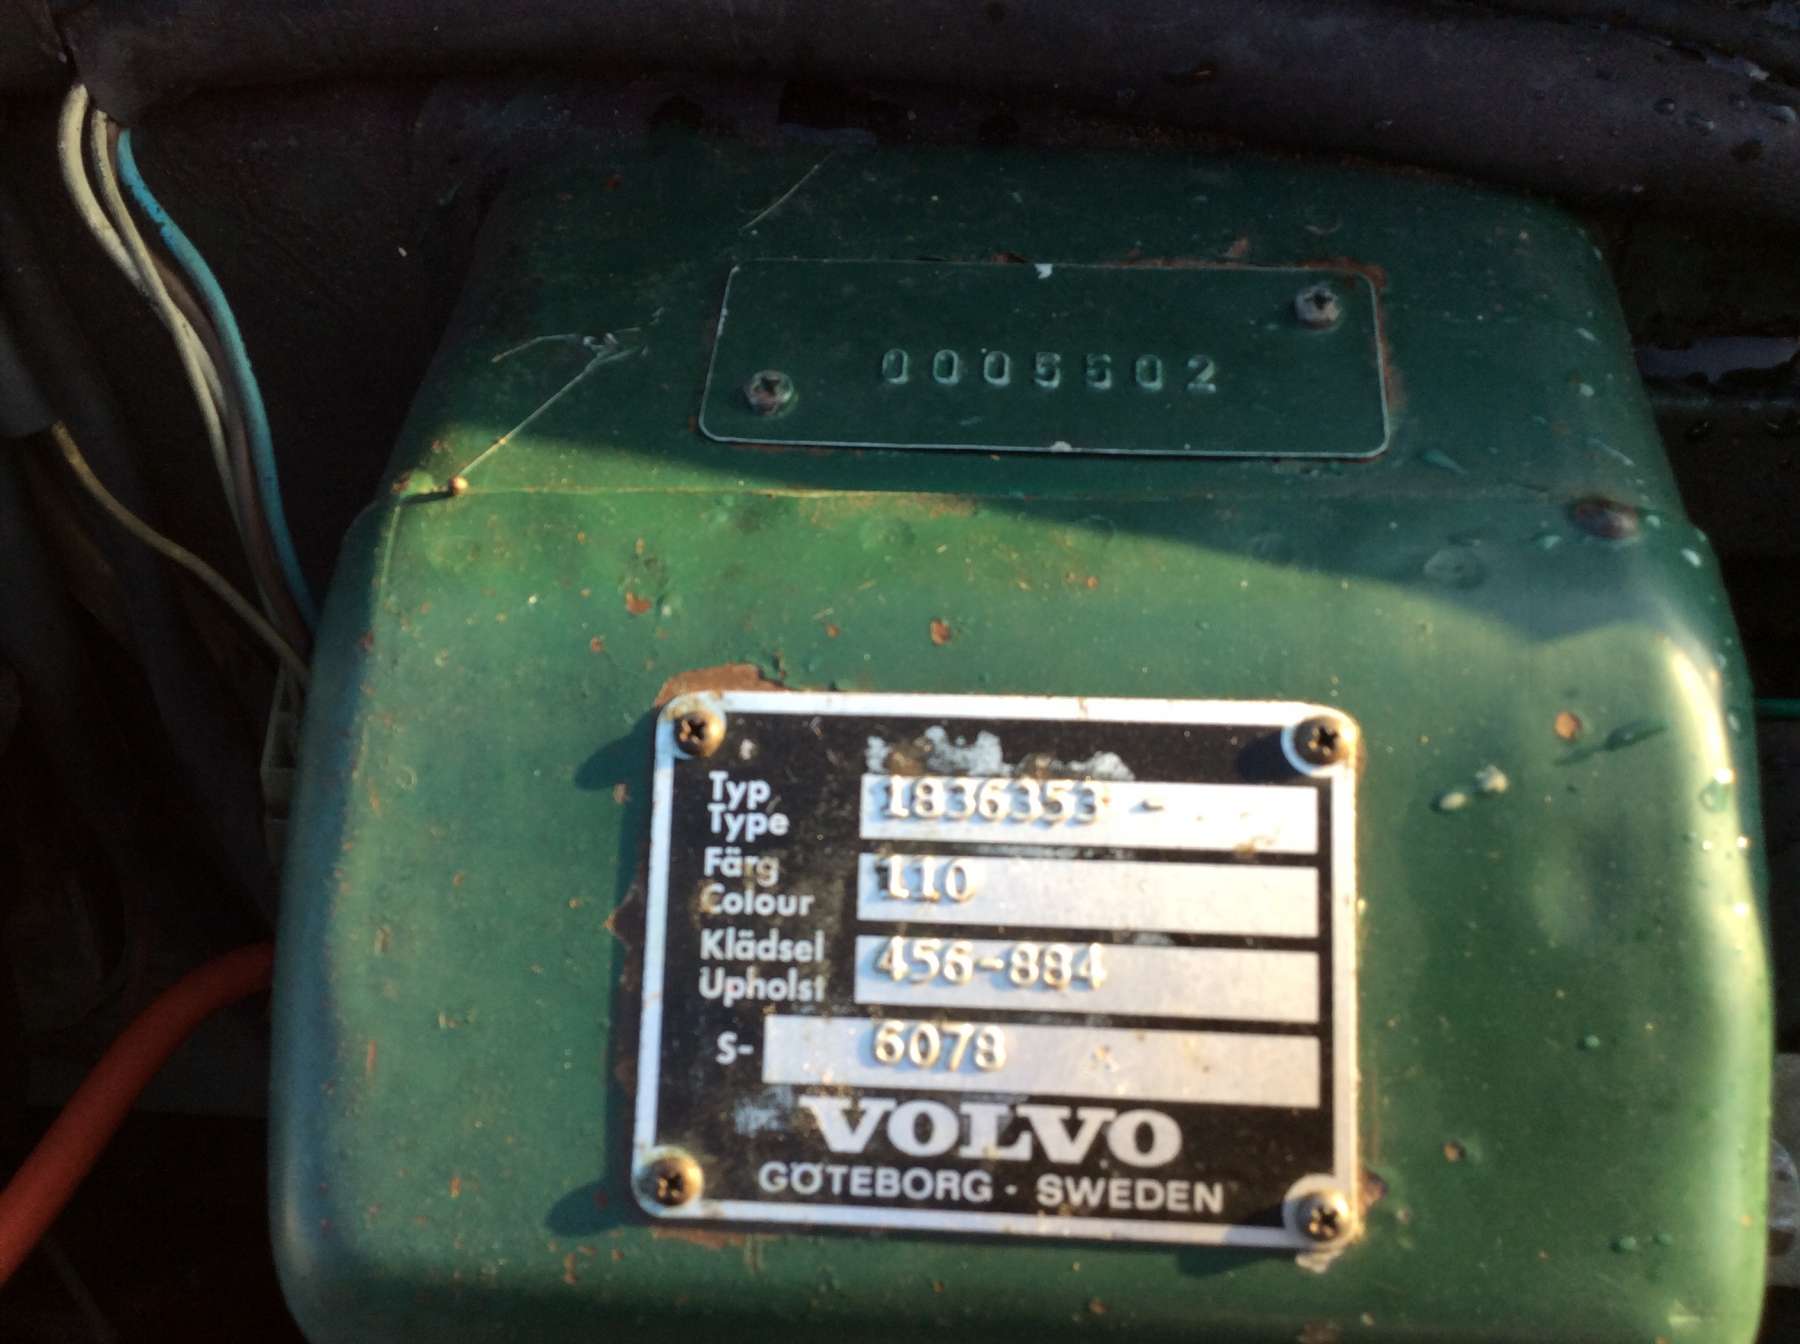 0005502
Typ
Type
1836353
Färg
Colour
110
Klädsel
Upholst
456-884
S-
6078
VOLVO
GÖTEBORG - SWEDEN